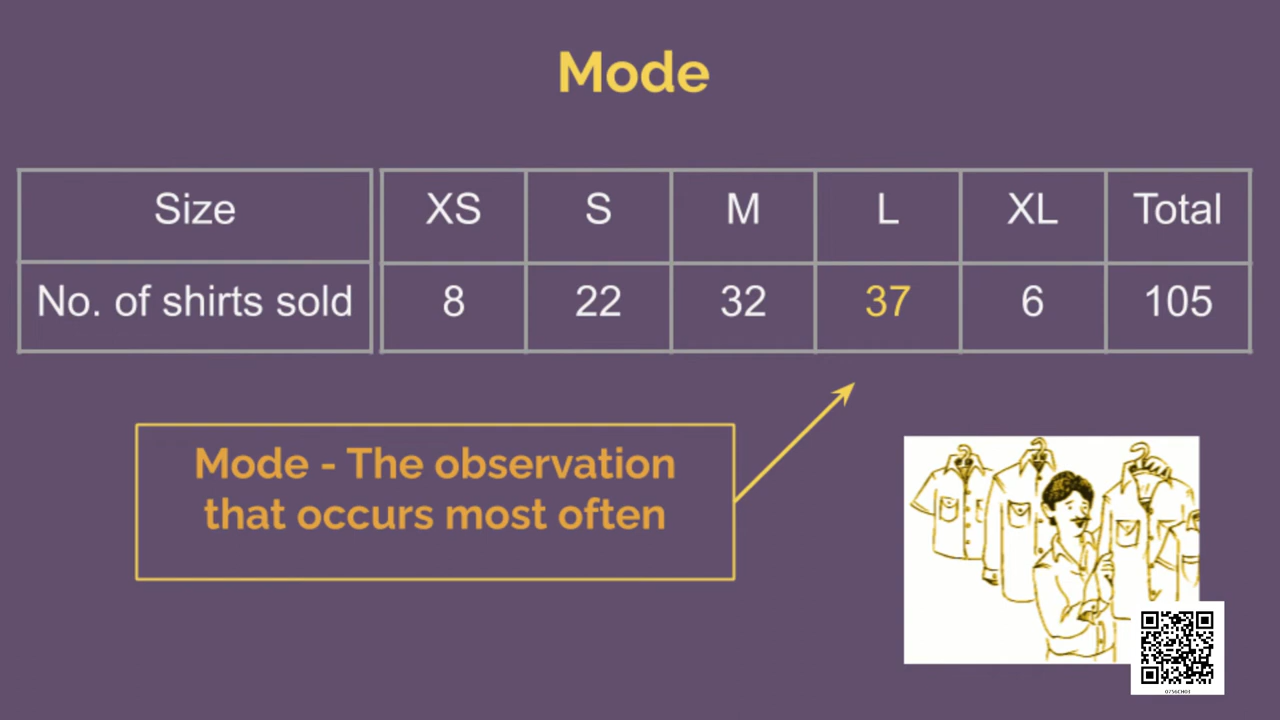 Mode
Size XS S M L XL Total
No. of shirts sold 8 22 32 37 6 105
Mode - The observation
that occurs most often